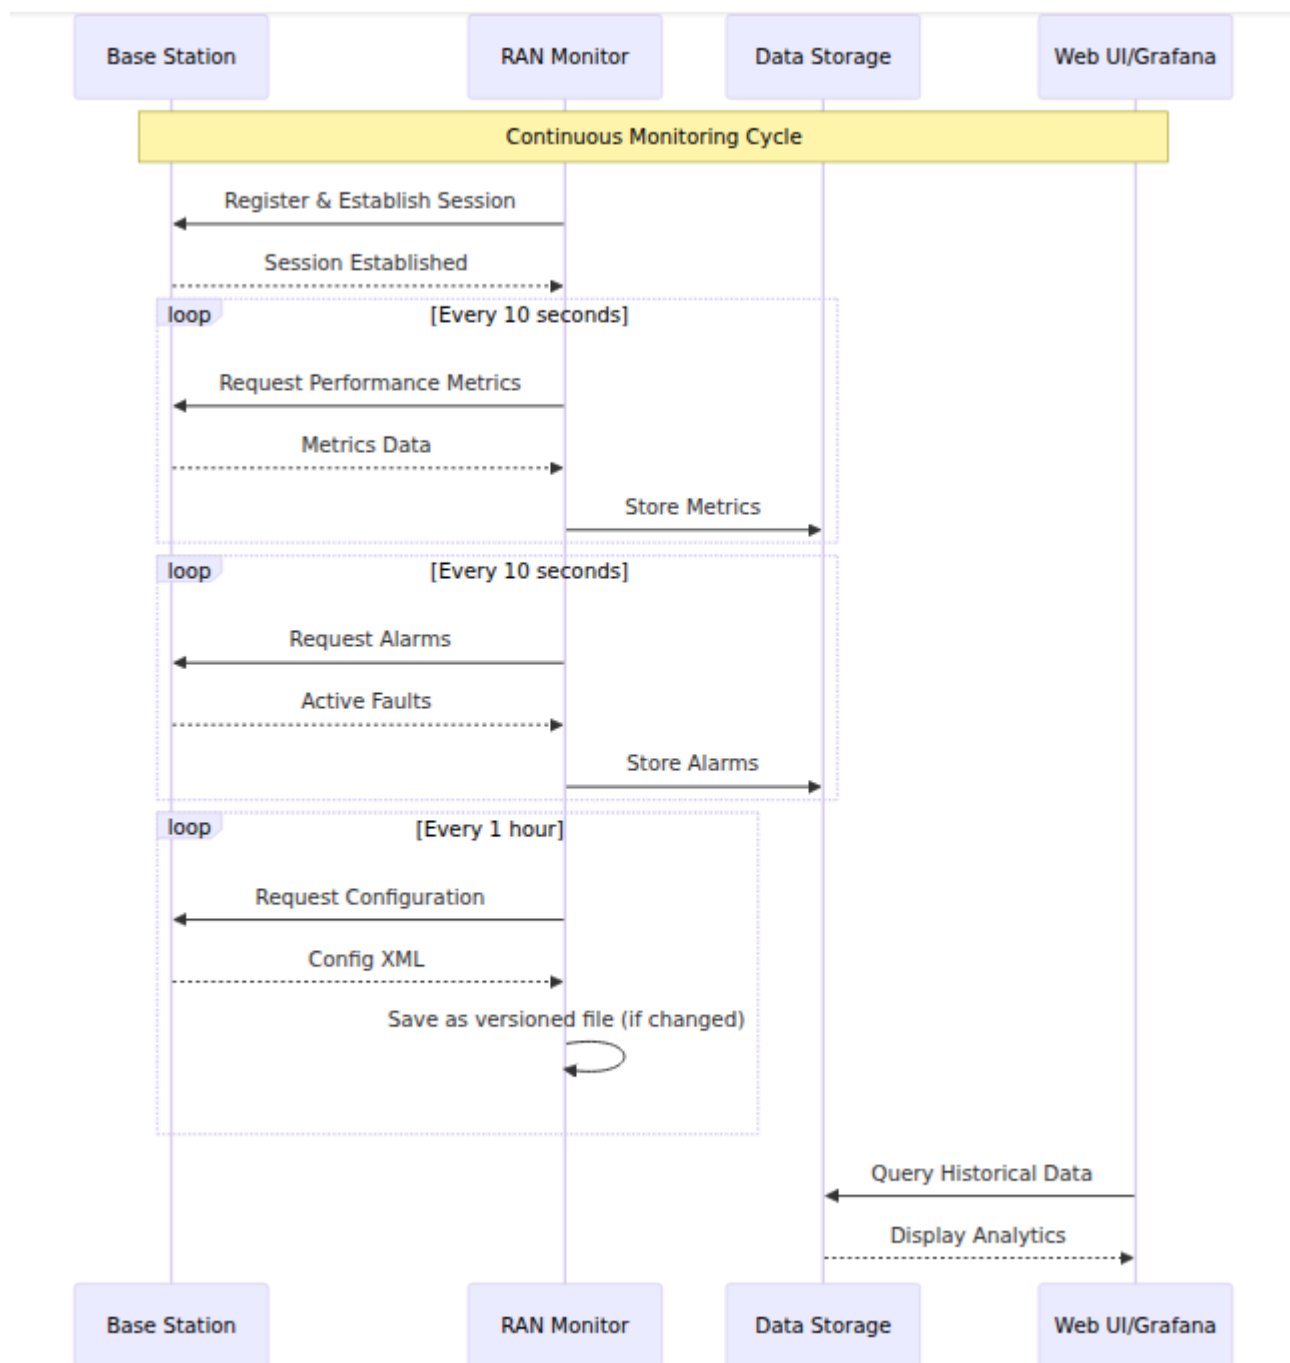 Base Station
RAN Monitor
Data Storage
Web UI/Grafana
Continuous Monitoring Cycle
Register & Establish Session
Session Established
loop
[Every 10 seconds]
Request Performance Metrics
Metrics Data
Store Metrics
loop
[Every 10 seconds]
Request Alarms
Active Faults
Store Alarms
loop
[Every 1 hour]
Request Configuration
Config XML
Save as versioned file (if changed)
Query Historical Data
Display Analytics
Base Station
RAN Monitor
Data Storage
Web UI/Grafana